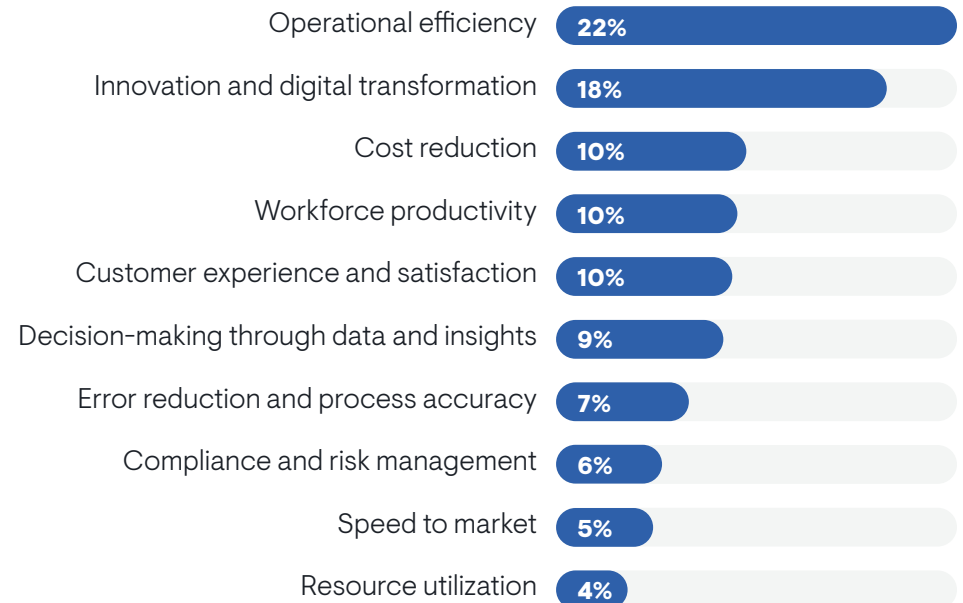 Operational efficiency 22%
Innovation and digital transformation 18%
Cost reduction 10%
Workforce productivity 10%
Customer experience and satisfaction 10%
Decision-making through data and insights 9%
Error reduction and process accuracy 7%
Compliance and risk management 6%
Speed to market 5%
Resource utilization 4%